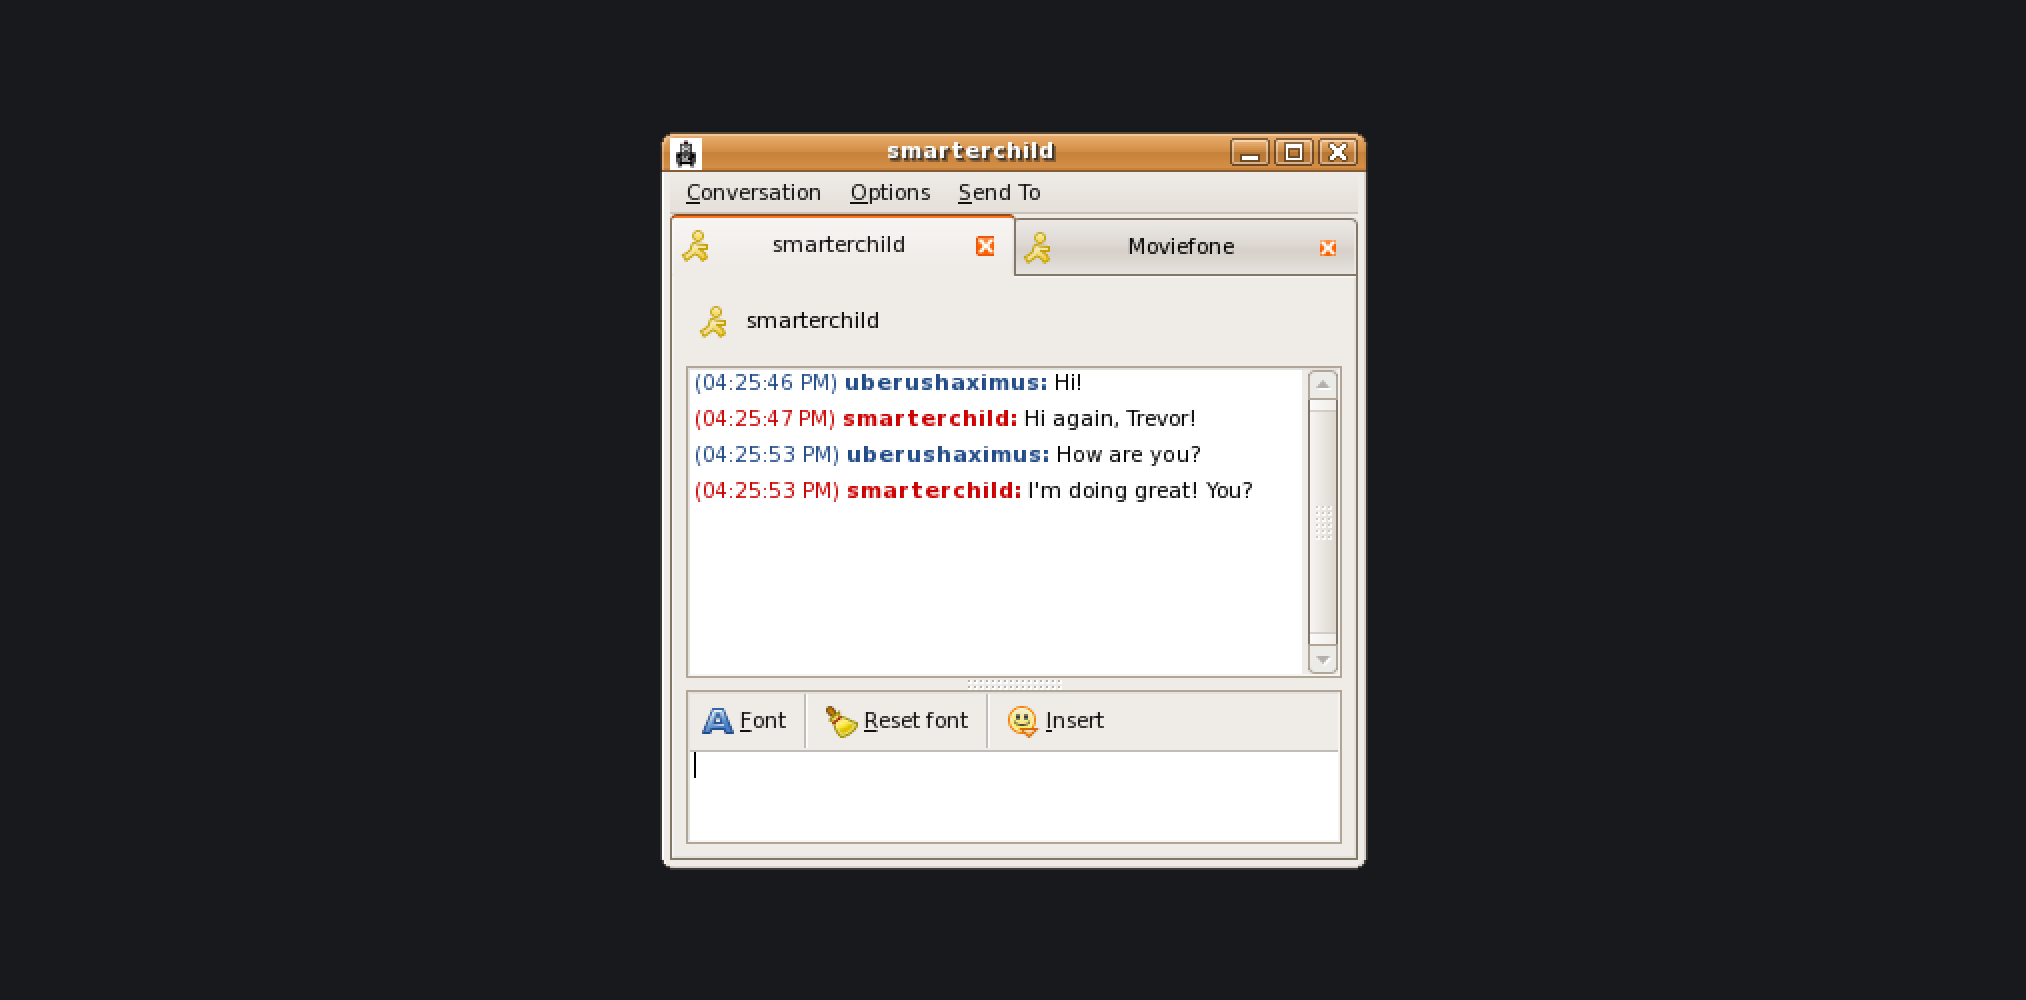 smarterchild
Conversation Options Send To
smarterchild Moviefone
smarterchild
(04:25:46 PM) uberushaximus: Hi!
(04:25:47 PM) smarterchild: Hi again, Trevor!
(04:25:53 PM) uberushaximus: How are you?
(04:25:53 PM) smarterchild: I'm doing great! You?
Font Reset font Insert